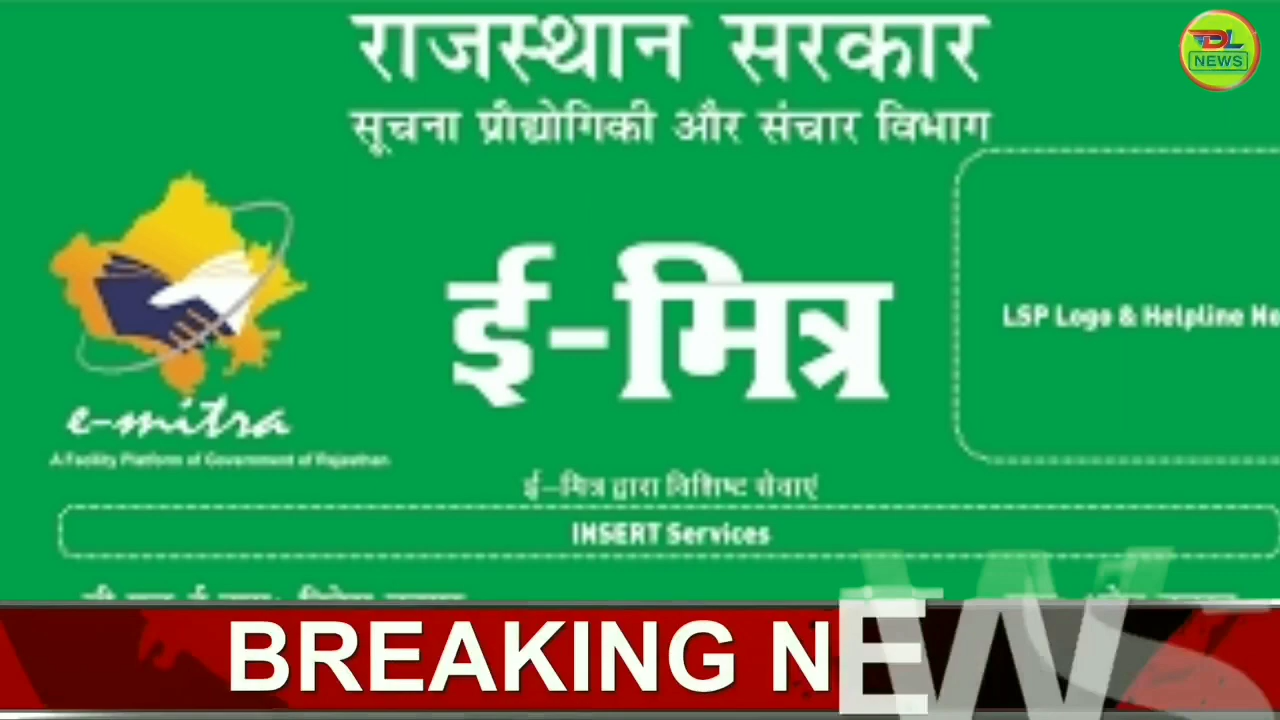 राजस्थान सरकार
DL
NEWS
सूचना प्रौद्योगिकी और संचार विभाग
ई-मित्र
LSP Logo & Helpline No
e-mitra
A Facility Platform of Government of Rajasthan
ई-मित्र द्वारा विशिष्ट सेवाएं
INSERT Services
BREAKING NEWS